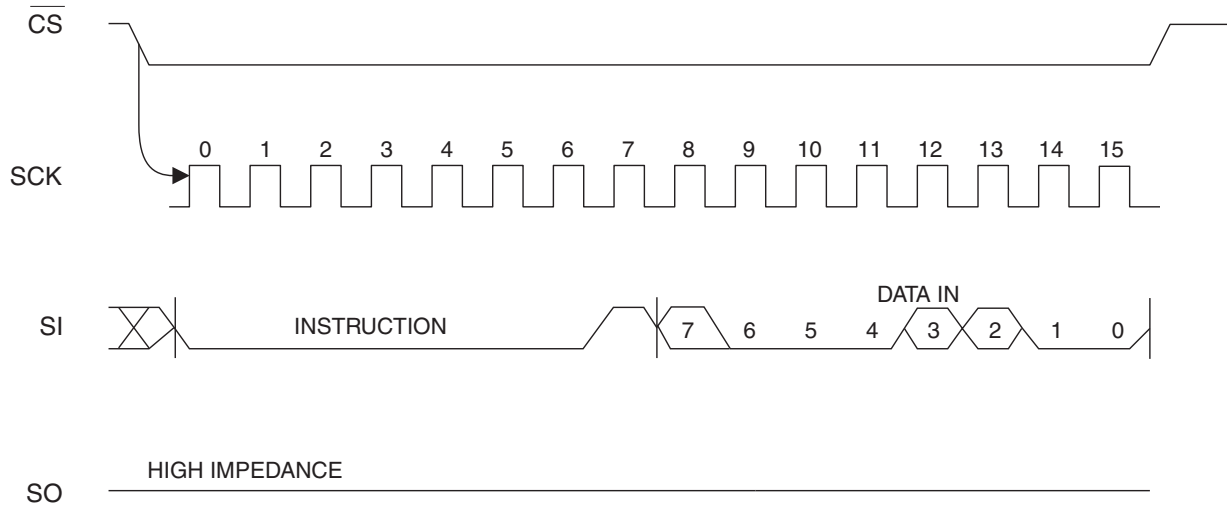 CS
0 1 2 3 4 5 6 7 8 9 10 11 12 13 14 15
SCK
DATA IN
SI INSTRUCTION 7 6 5 4 3 2 1 0
HIGH IMPEDANCE
SO